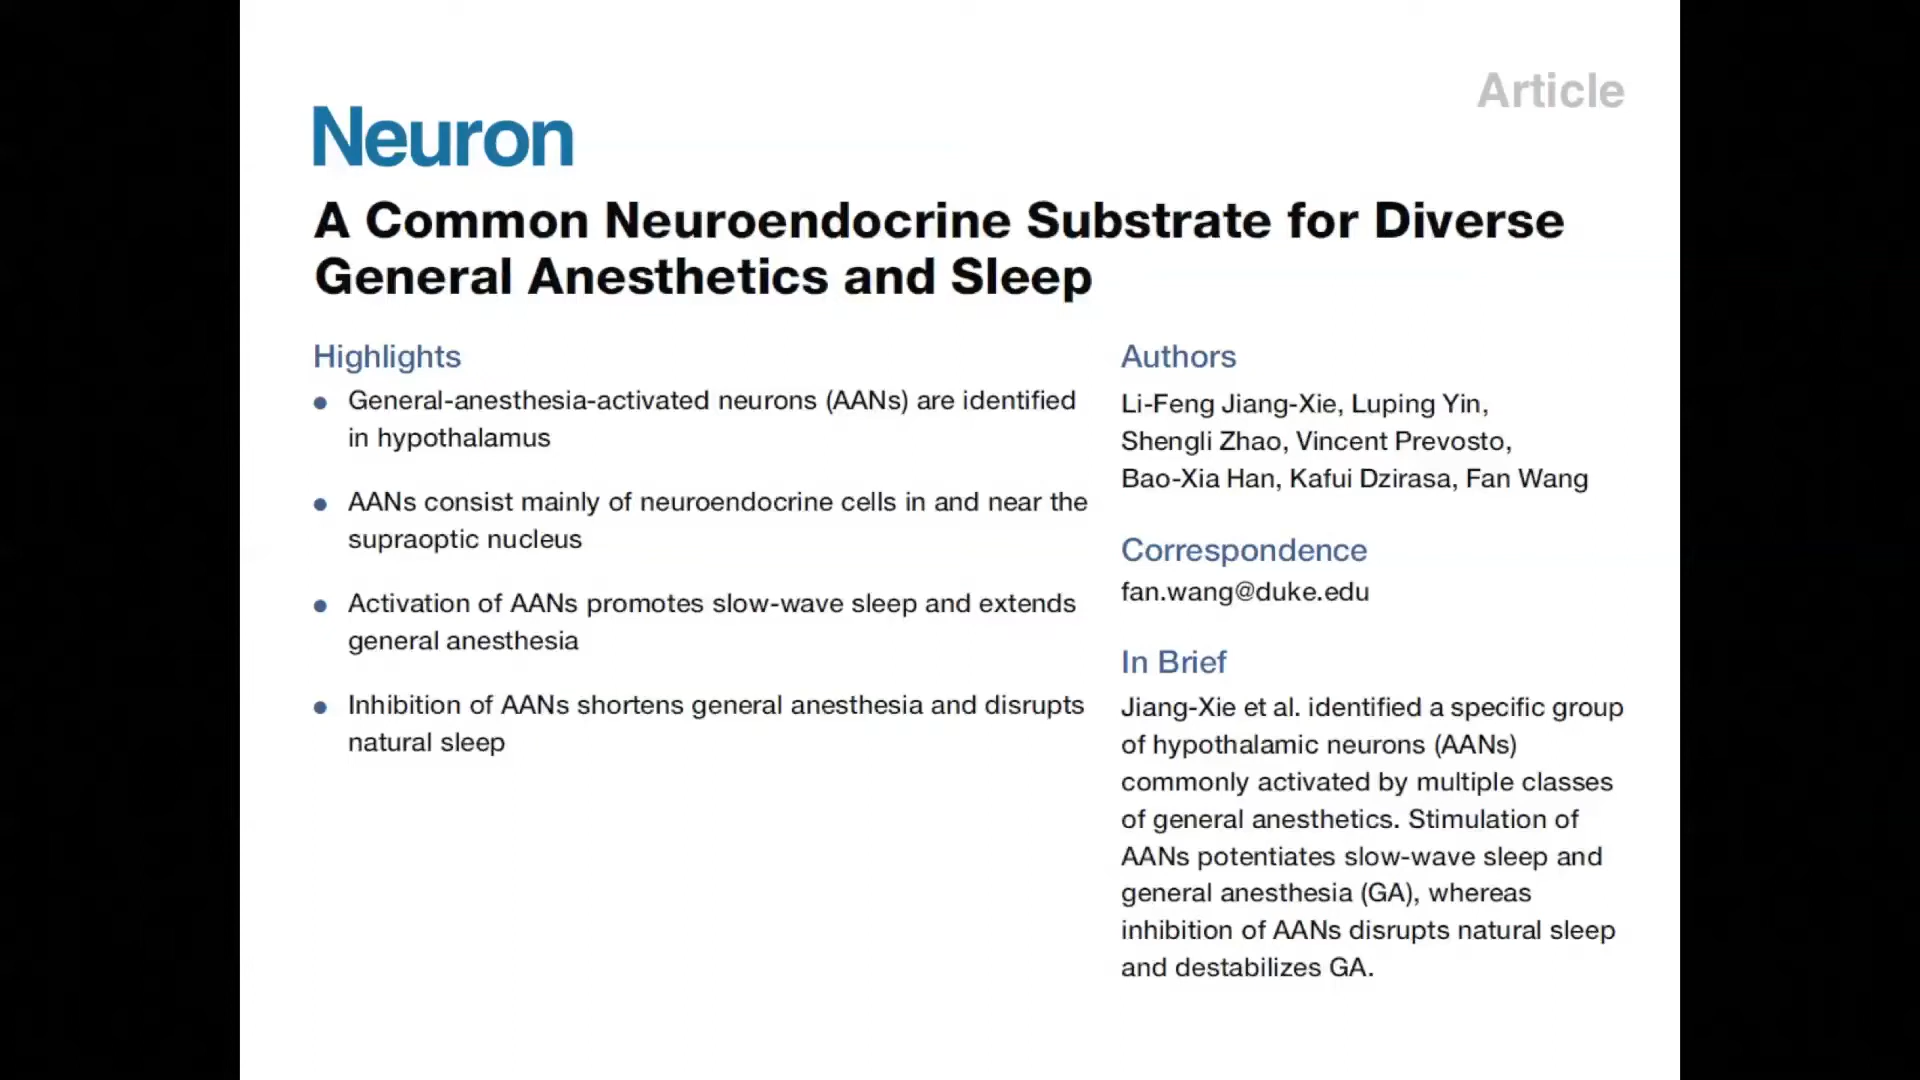 Article
Neuron
A Common Neuroendocrine Substrate for Diverse
General Anesthetics and Sleep
Highlights
• General-anesthesia-activated neurons (AANs) are identified
in hypothalamus
• AANs consist mainly of neuroendocrine cells in and near the
supraoptic nucleus
• Activation of AANs promotes slow-wave sleep and extends
general anesthesia
• Inhibition of AANs shortens general anesthesia and disrupts
natural sleep
Authors
Li-Feng Jiang-Xie, Luping Yin,
Shengli Zhao, Vincent Prevosto,
Bao-Xia Han, Kafui Dzirasa, Fan Wang
Correspondence
fan.wang@duke.edu
In Brief
Jiang-Xie et al. identified a specific group
of hypothalamic neurons (AANs)
commonly activated by multiple classes
of general anesthetics. Stimulation of
AANs potentiates slow-wave sleep and
general anesthesia (GA), whereas
inhibition of AANs disrupts natural sleep
and destabilizes GA.